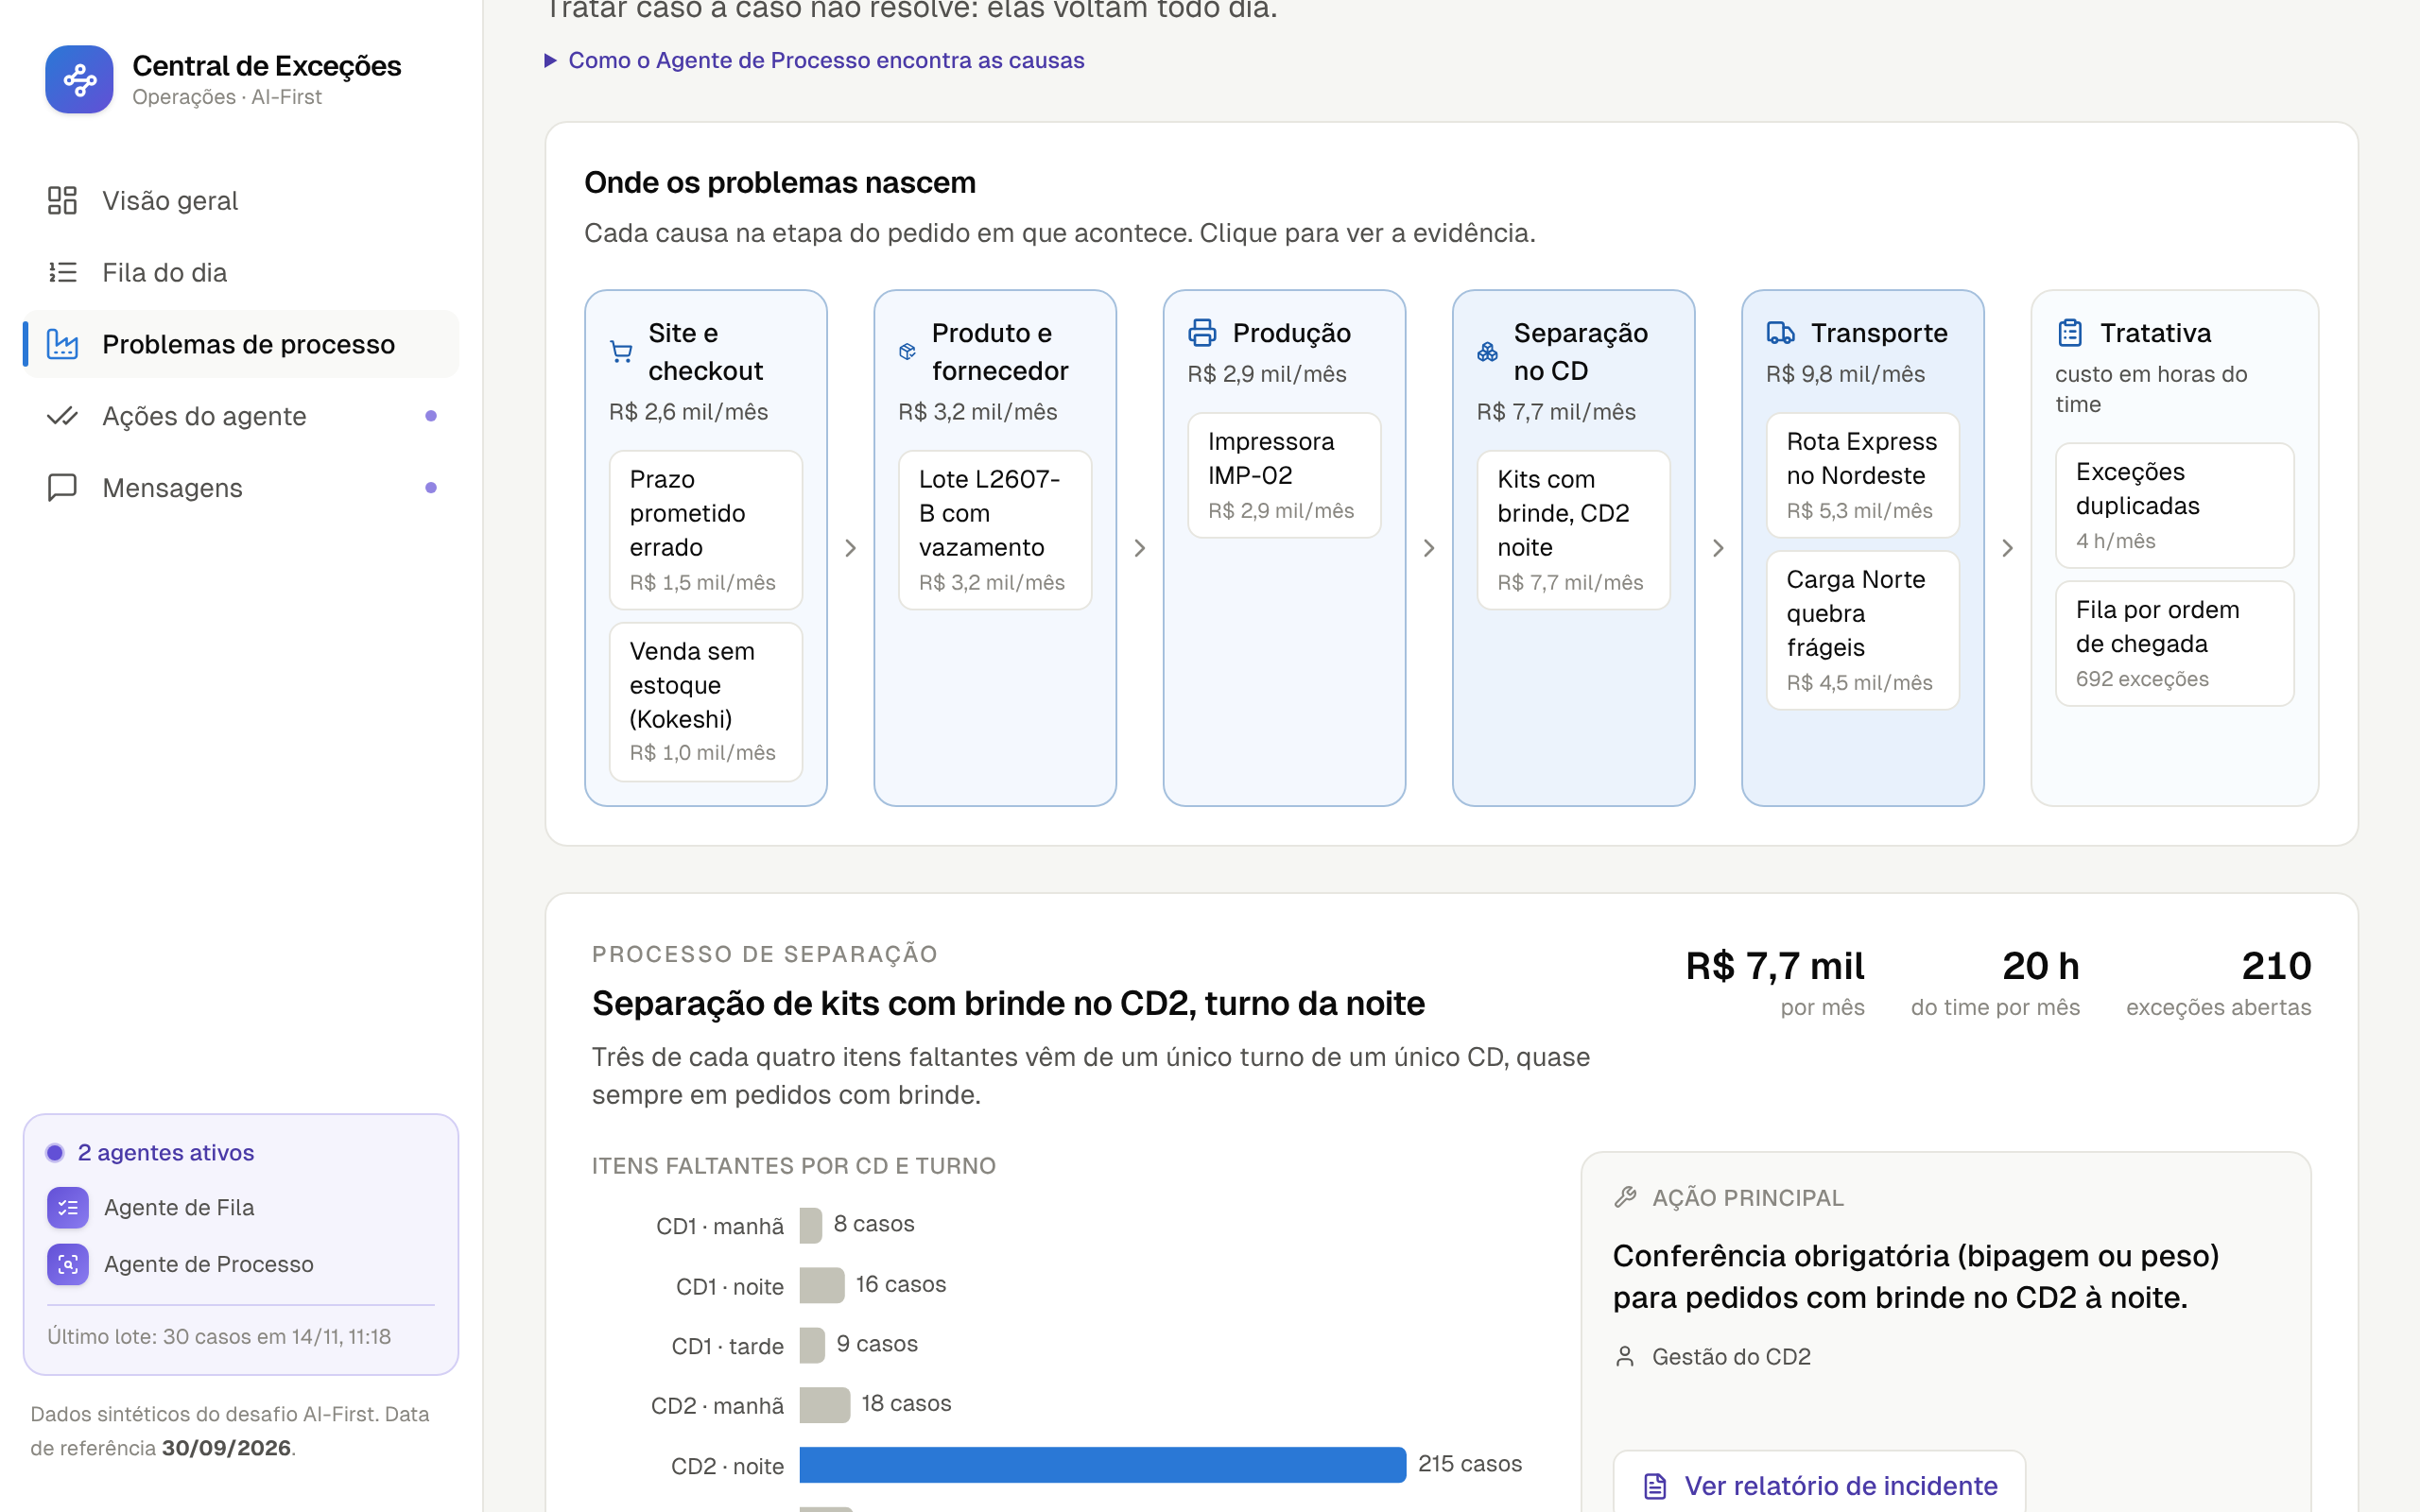 Central de Exceções
Operações · AI-First
Visão geral
Fila do dia
Problemas de processo
Ações do agente
Mensagens
2 agentes ativos
Agente de Fila
Agente de Processo
Último lote: 30 casos em 14/11, 11:18
Dados sintéticos do desafio AI-First. Data
de referência 30/09/2026.
Tratar caso a caso não resolve: elas voltam todo dia.
Como o Agente de Processo encontra as causas
Onde os problemas nascem
Cada causa na etapa do pedido em que acontece. Clique para ver a evidência.
Site e
checkout
R$ 2,6 mil/mês
Prazo
prometido
errado
R$ 1,5 mil/mês
Venda sem
estoque
(Kokeshi)
R$ 1,0 mil/mês
Produto e
fornecedor
R$ 3,2 mil/mês
Lote L2607-
B com
vazamento
R$ 3,2 mil/mês
Produção
R$ 2,9 mil/mês
Impressora
IMP-02
R$ 2,9 mil/mês
Separação
no CD
R$ 7,7 mil/mês
Kits com
brinde, CD2
noite
R$ 7,7 mil/mês
Transporte
R$ 9,8 mil/mês
Rota Express
no Nordeste
R$ 5,3 mil/mês
Carga Norte
quebra
frágeis
R$ 4,5 mil/mês
Tratativa
custo em horas do
time
Exceções
duplicadas
4 h/mês
Fila por ordem
de chegada
692 exceções
PROCESSO DE SEPARAÇÃO
Separação de kits com brinde no CD2, turno da noite
Três de cada quatro itens faltantes vêm de um único turno de um único CD, quase
sempre em pedidos com brinde.
R$ 7,7 mil
por mês
20 h
do time por mês
210
exceções abertas
ITENS FALTANTES POR CD E TURNO
CD1 · manhã 8 casos
CD1 · noite 16 casos
CD1 · tarde 9 casos
CD2 · manhã 18 casos
CD2 · noite 215 casos
AÇÃO PRINCIPAL
Conferência obrigatória (bipagem ou peso)
para pedidos com brinde no CD2 à noite.
Gestão do CD2
Ver relatório de incidente